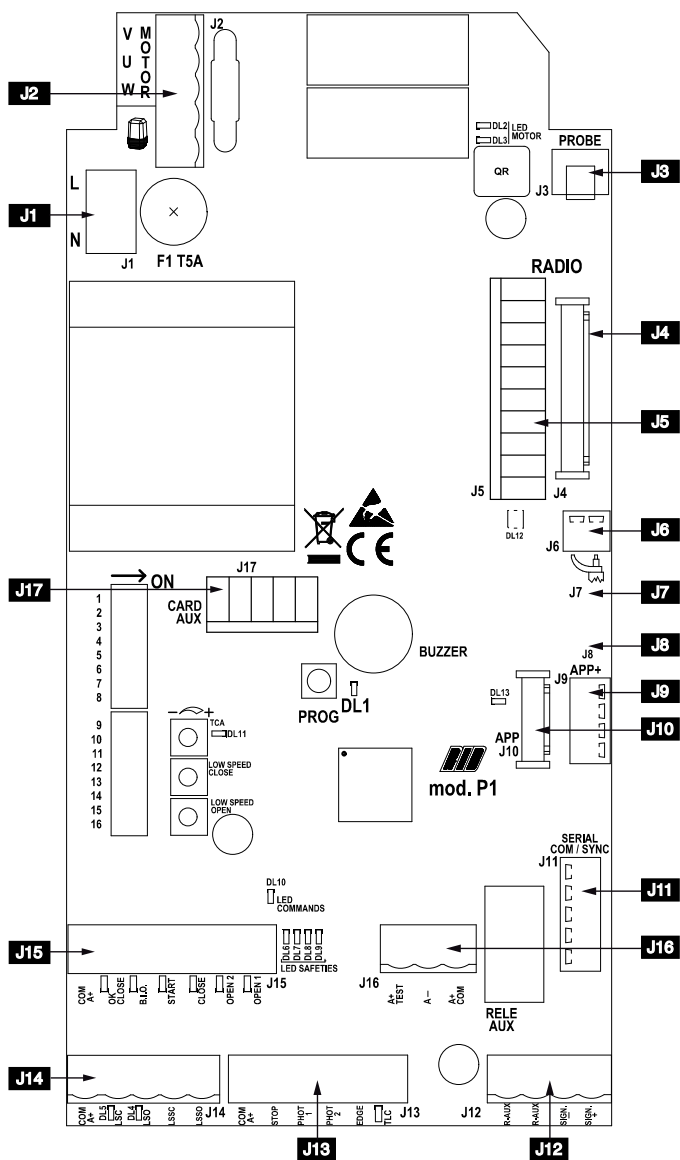 J2
V U W
MOTOR
J2
DL2
DL3
LED
MOTOR
PROBE
QR
J3
J3
L
N
J1
J1
F1 T5A
RADIO
J4
J5
J5
J4
DL12
J6
J6
CE
J7
J7
J17
J17
ON
CARD
AUX
1
2
3
4
5
6
7
8
BUZZER
J8
J8
PROG
DL1
J9
APP+
J9
DL13
APP
J10
J10
9
10
11
12
13
14
15
16
− +
TCA
DL11
LOW SPEED
CLOSE
LOW SPEED
OPEN
mod. P1
SERIAL
COM / SYNC
J11
J11
DL10
LED
COMMANDS
DL6
DL7
DL8
DL9
LED SAFETIES
J15
J15
COM
A+
OK
CLOSE
B.I.O.
START
CLOSE
OPEN 2
OPEN 1
J16
J16
A+
TEST
A −
A+
COM
RELE
AUX
J14
J14
COM
A+
DL5
LSC
DL4
LSO
LSSC
LSSO
COM
A+
STOP
PHOT
1
PHOT
2
EDGE
TLC
J13
J13
J12
R-AUX
R-AUX
SIGN.
SIGN.
+
J12